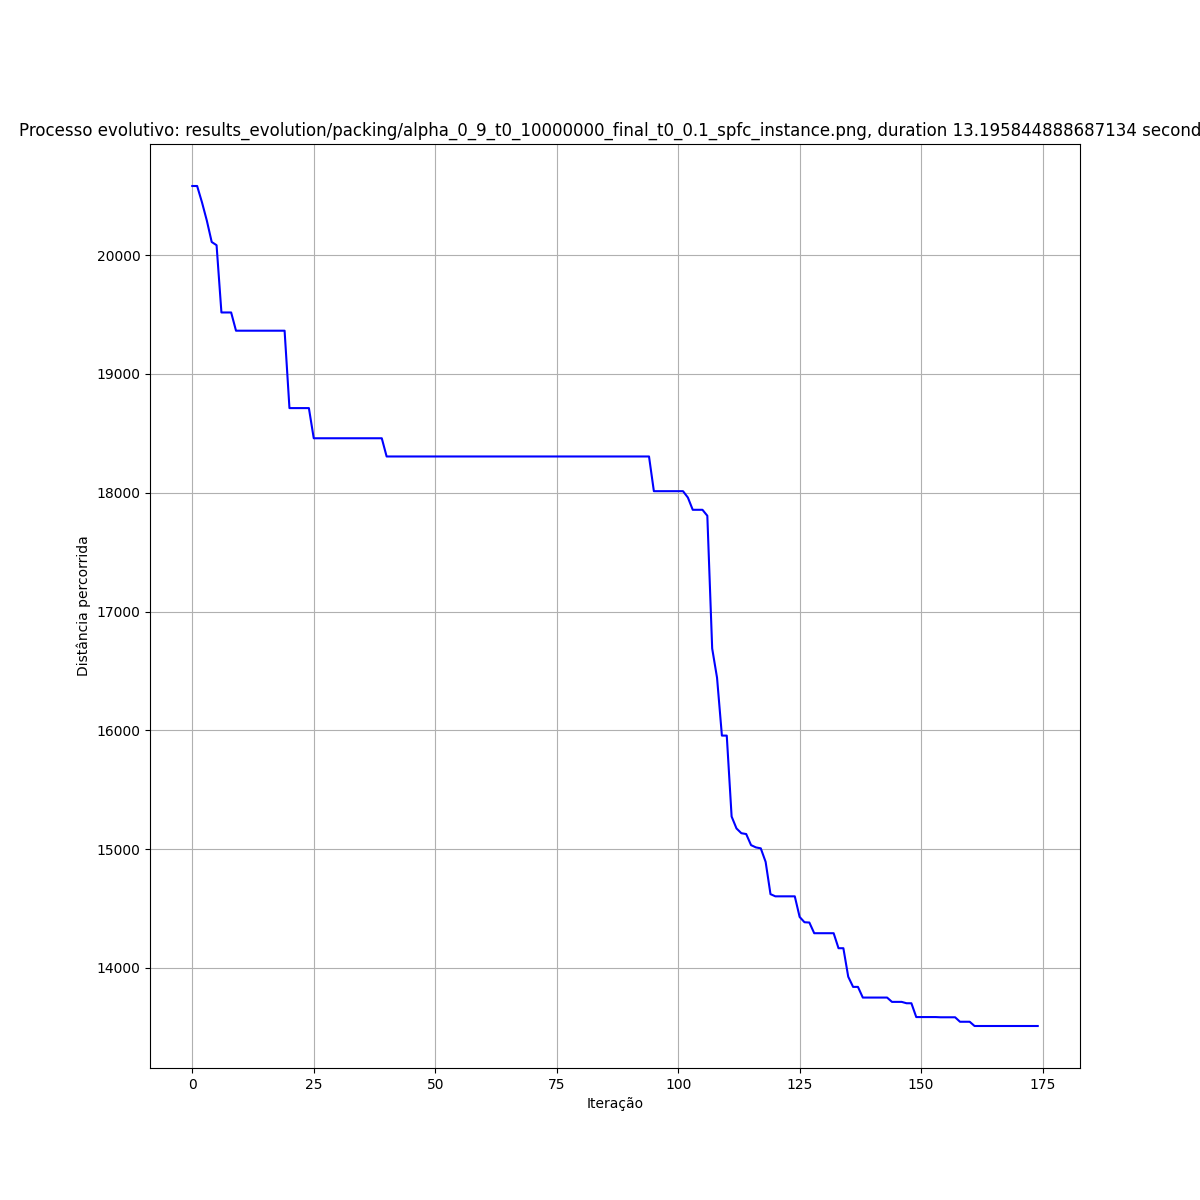 Processo evolutivo: results_evolution/packing/alpha_0_9_t0_10000000_final_t0_0.1_spfc_instance.png, duration 13.195844888687134 second
20000
19000
18000
17000
16000
15000
14000
Distância percorrida
0 25 50 75 100 125 150 175
Iteração